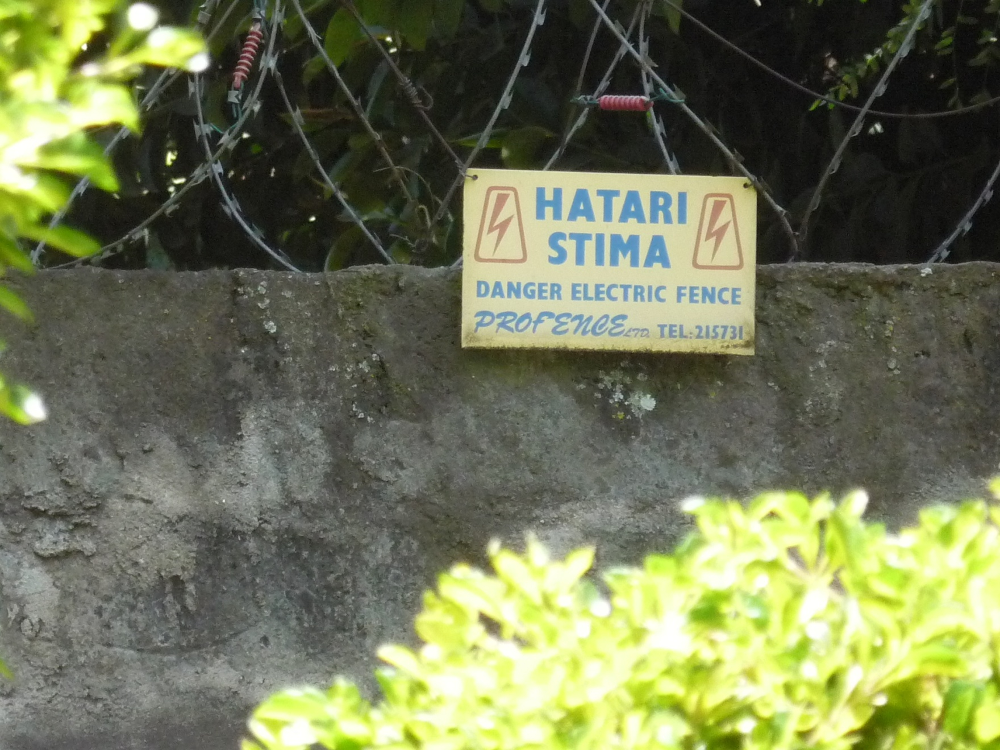 HATARI
STIMA
DANGER ELECTRIC FENCE
PROFENCE LTD. TEL:215731